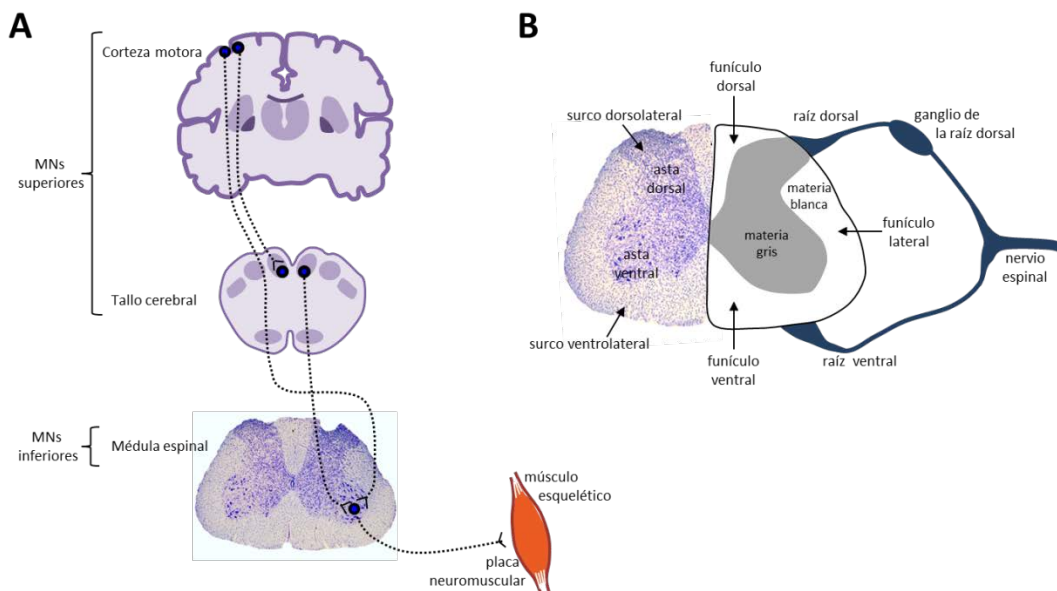 A
Corteza motora
MNs
superiores
Tallo cerebral
MNs
inferiores
Médula espinal
músculo
esquelético
placa
neuromuscular
B
funículo
dorsal
surco dorsolateral
raíz dorsal
ganglio de
la raíz dorsal
asta
dorsal
materia
blanca
funículo
lateral
asta
ventral
materia
gris
nervio
espinal
surco ventrolateral
funículo
ventral
raíz ventral